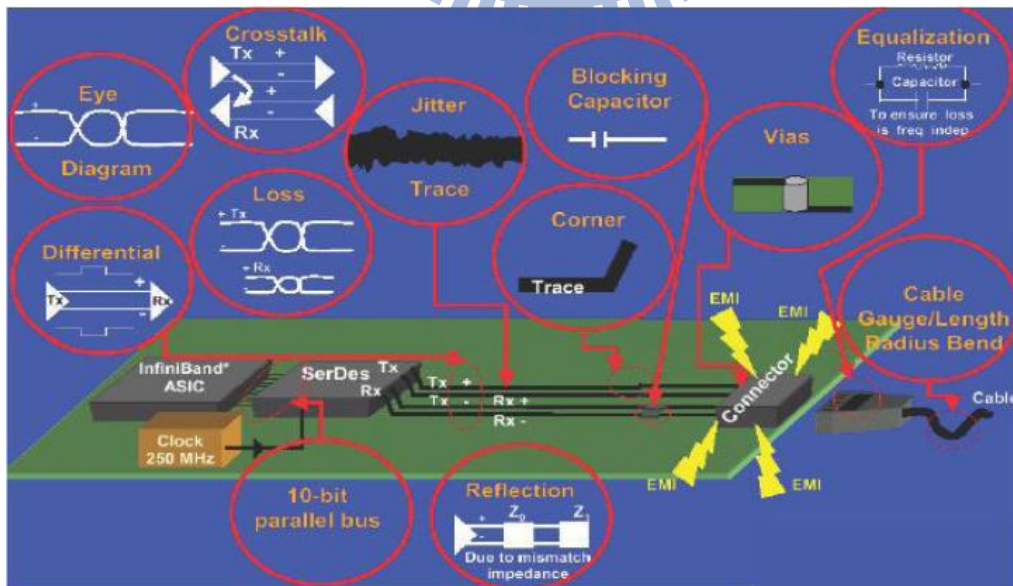 Crosstalk
Tx +
-
+
Rx -
Eye
+
-
Diagram
Jitter
Trace
Blocking
Capacitor
Equalization
Resistor
Capacitor
To ensure loss
is freq indep
Vias
Loss
+ Tx
-
+ Rx
-
Differential
+
Tx Rx
-
Corner
Trace
Cable
Gauge/Length
Radius Bend
EMI
EMI
InfiniBand*
ASIC
SerDes
Tx
Rx
Tx +
Tx - Rx +
Rx -
Connector
Cable
Clock
250 MHz
EMI
EMI
10-bit
parallel bus
Reflection
+ Z0 Z1
-
Due to mismatch
impedance